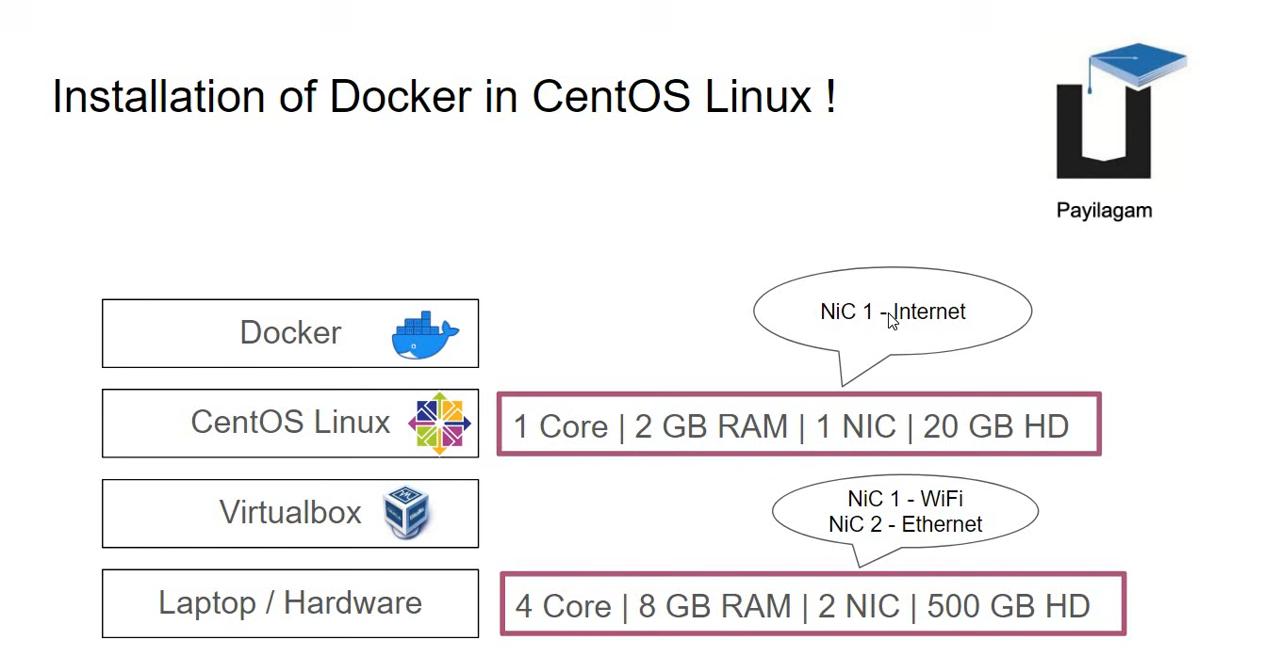 Installation of Docker in CentOS Linux !
Payilagam
NiC 1 - Internet
Docker
CentOS Linux
1 Core | 2 GB RAM | 1 NIC | 20 GB HD
Virtualbox
NiC 1 - WiFi
NiC 2 - Ethernet
Laptop / Hardware
4 Core | 8 GB RAM | 2 NIC | 500 GB HD